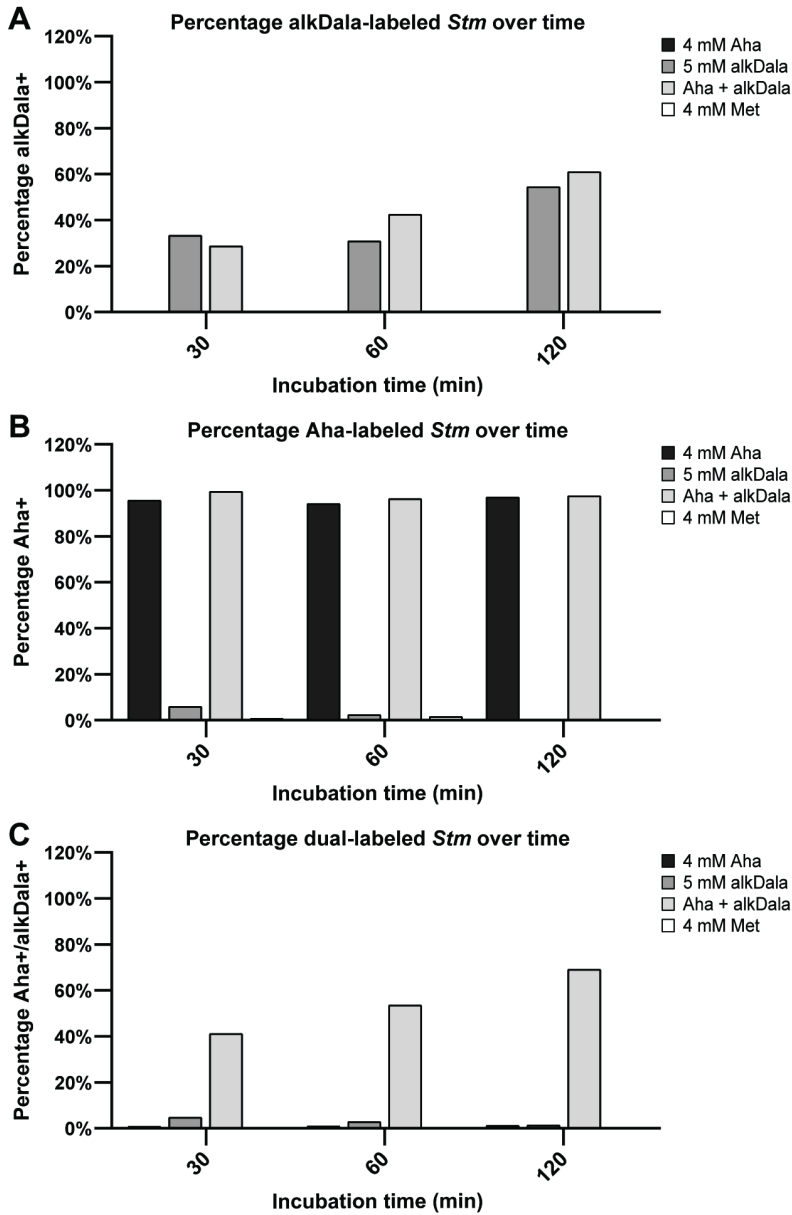 A
Percentage alkDala-labeled Stm over time
120%
100%
80%
60%
40%
20%
0%
Percentage alkDala+
30
60
120
Incubation time (min)
4 mM Aha
5 mM alkDala
Aha + alkDala
4 mM Met
B
Percentage Aha-labeled Stm over time
120%
100%
80%
60%
40%
20%
0%
Percentage Aha+
30
60
120
Incubation time (min)
4 mM Aha
5 mM alkDala
Aha + alkDala
4 mM Met
C
Percentage dual-labeled Stm over time
120%
100%
80%
60%
40%
20%
0%
Percentage Aha+/alkDala+
30
60
120
Incubation time (min)
4 mM Aha
5 mM alkDala
Aha + alkDala
4 mM Met